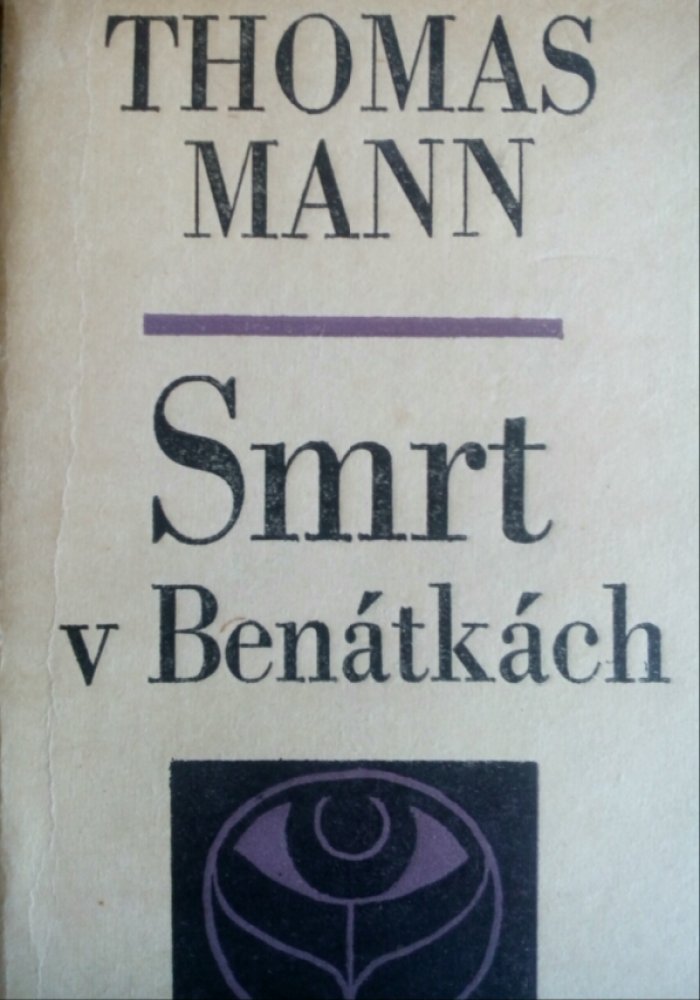 THOMAS
MANN
Smrt
v Benátkách